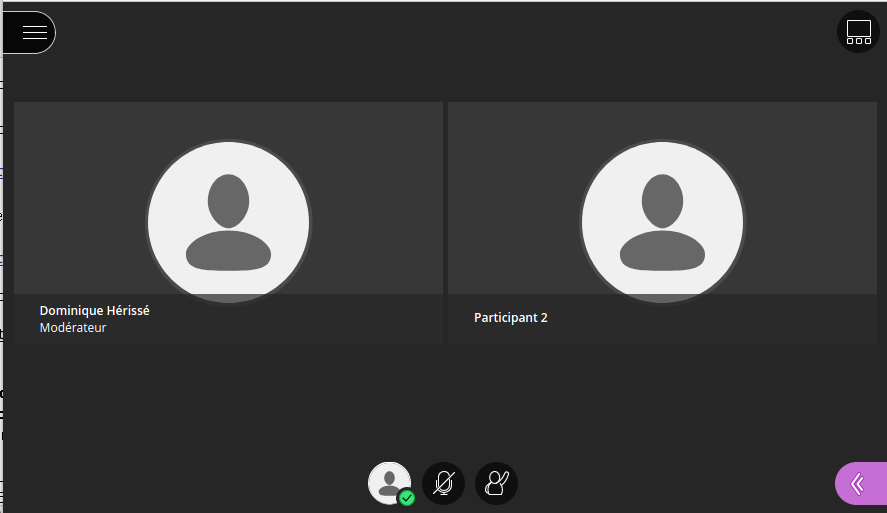 Dominique Hérissé
Modérateur
Participant 2